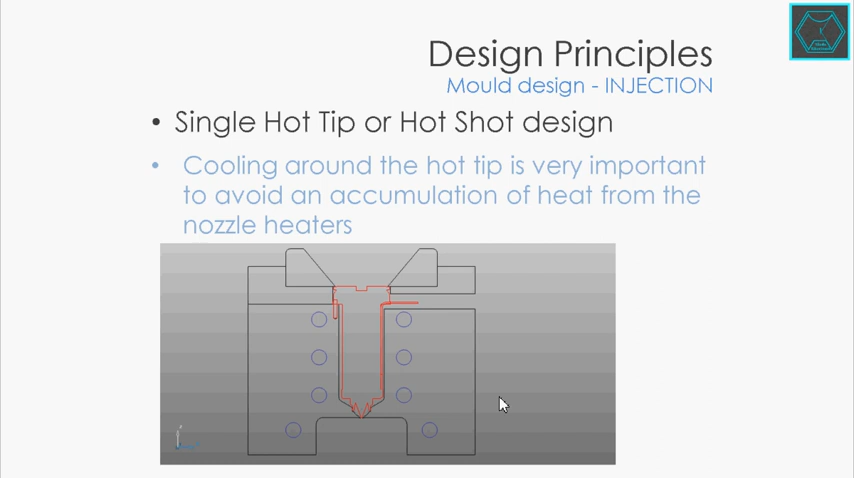 Design Principles
Mould design - INJECTION
• Single Hot Tip or Hot Shot design
• Cooling around the hot tip is very important
to avoid an accumulation of heat from the
nozzle heaters